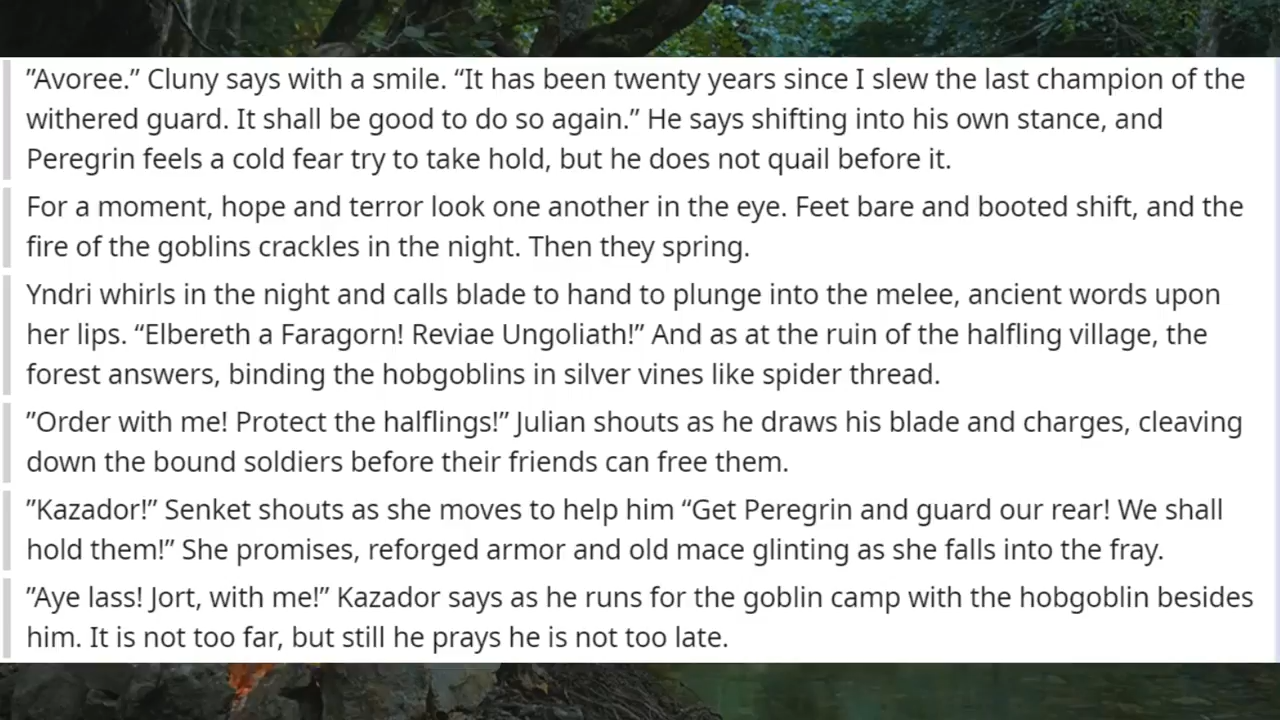 ”Avoree.” Cluny says with a smile. “It has been twenty years since I slew the last champion of the
withered guard. It shall be good to do so again.” He says shifting into his own stance, and
Peregrin feels a cold fear try to take hold, but he does not quail before it.
For a moment, hope and terror look one another in the eye. Feet bare and booted shift, and the
fire of the goblins crackles in the night. Then they spring.
Yndri whirls in the night and calls blade to hand to plunge into the melee, ancient words upon
her lips. “Elbereth a Faragorn! Reviae Ungoliath!” And as at the ruin of the halfling village, the
forest answers, binding the hobgoblins in silver vines like spider thread.
”Order with me! Protect the halflings!” Julian shouts as he draws his blade and charges, cleaving
down the bound soldiers before their friends can free them.
”Kazador!” Senket shouts as she moves to help him “Get Peregrin and guard our rear! We shall
hold them!” She promises, reforged armor and old mace glinting as she falls into the fray.
”Aye lass! Jort, with me!” Kazador says as he runs for the goblin camp with the hobgoblin besides
him. It is not too far, but still he prays he is not too late.